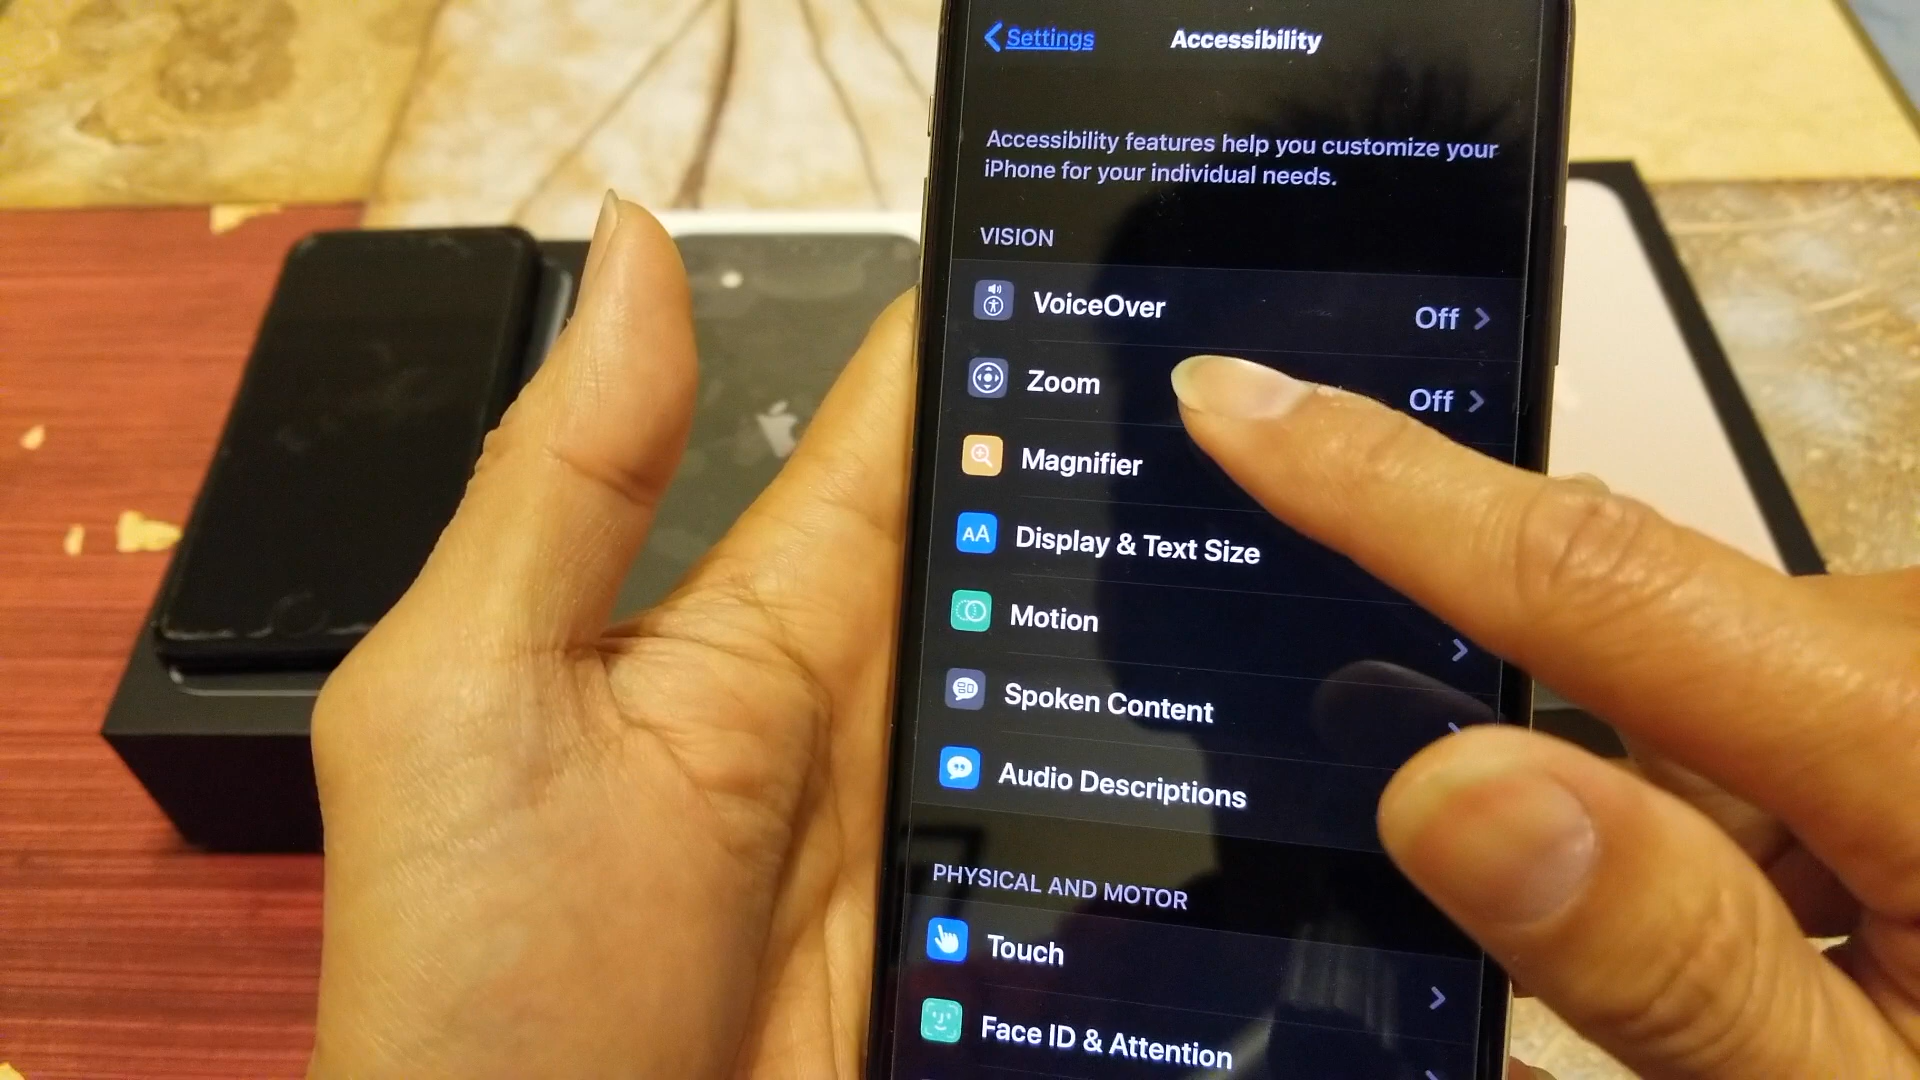 Settings
Accessibility
Accessibility features help you customize your
iPhone for your individual needs.
VISION
VoiceOver
Off
Zoom
Off
Magnifier
AA
Display & Text Size
Motion
Spoken Content
Audio Descriptions
PHYSICAL AND MOTOR
Touch
Face ID & Attention